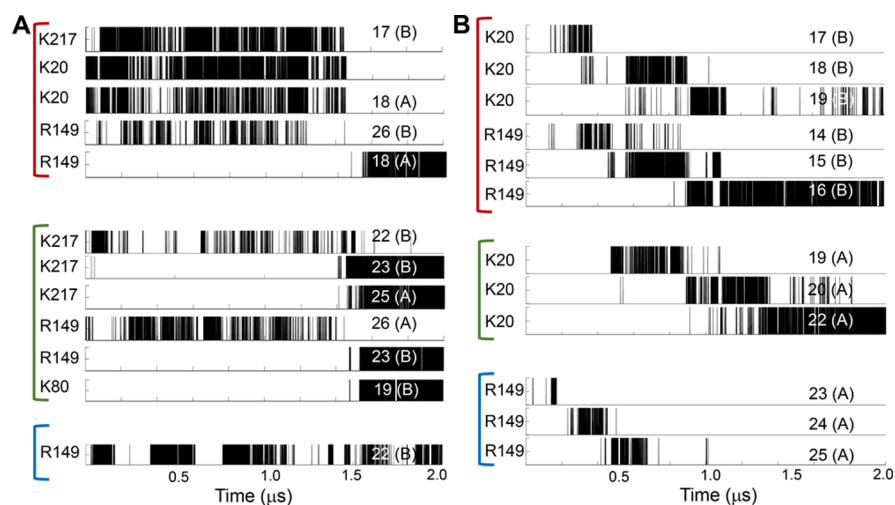 A
K217 17 (B)
K20
K20 18 (A)
R149 26 (B)
R149 18 (A)
K217 22 (B)
K217 23 (B)
K217 25 (A)
R149 26 (A)
R149 23 (B)
K80 19 (B)
R149 22 (B)
0.5 1.0 1.5 2.0
Time (μs)
B
K20 17 (B)
K20 18 (B)
K20 19 (B)
R149 14 (B)
R149 15 (B)
R149 16 (B)
K20 19 (A)
K20 20 (A)
K20 22 (A)
R149 23 (A)
R149 24 (A)
R149 25 (A)
0.5 1.0 1.5 2.0
Time (μs)